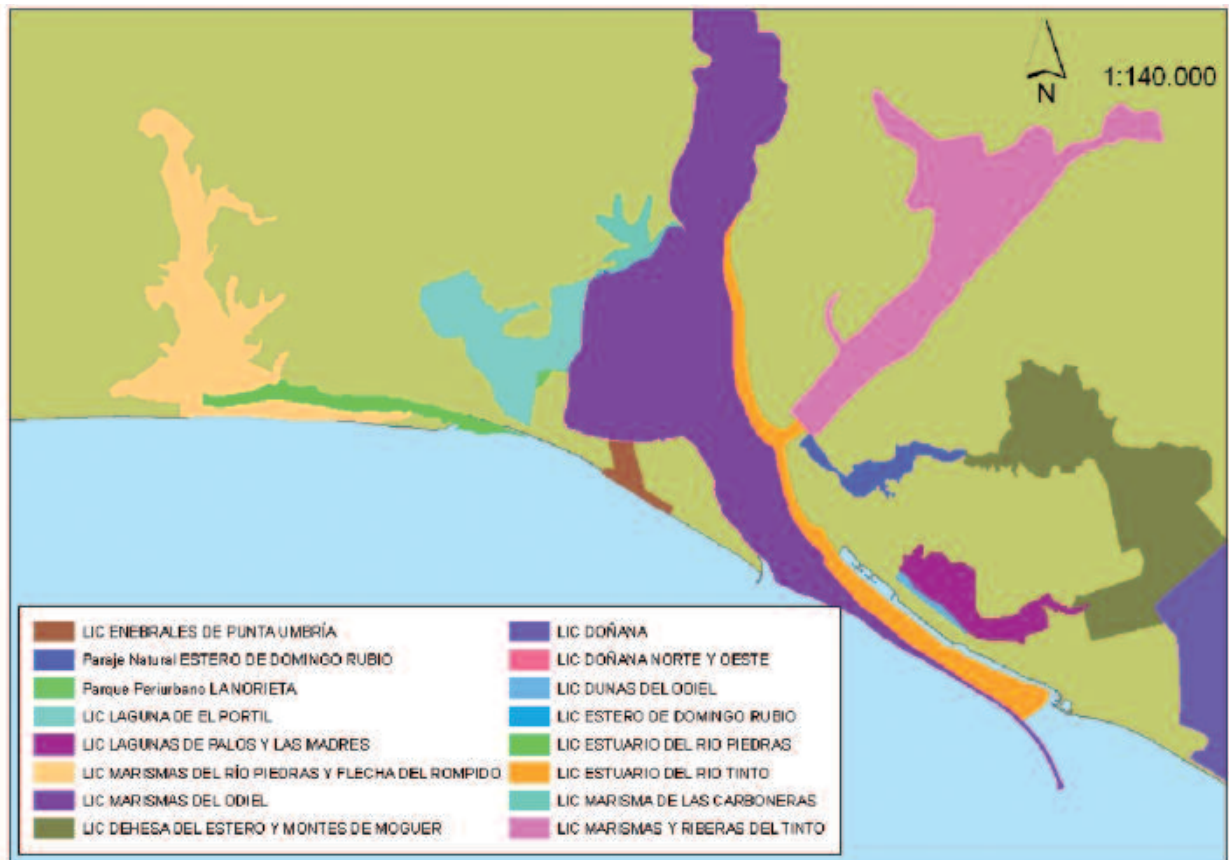 1:140.000
N
LIC ENEBRALES DE PUNTA UMBRÍA
Paraje Natural ESTERO DE DOMINGO RUBIO
Parque Periurbano LA NORIETA
LIC LAGUNA DE EL PORTIL
LIC LAGUNAS DE PALOS Y LAS MADRES
LIC MARISMAS DEL RÍO PIEDRAS Y FLECHA DEL ROMPIDO
LIC MARISMAS DEL ODIEL
LIC DEHESA DEL ESTERO Y MONTES DE MOGUER
LIC DOÑANA
LIC DOÑANA NORTE Y OESTE
LIC DUNAS DEL ODIEL
LIC ESTERO DE DOMINGO RUBIO
LIC ESTUARIO DEL RIO PIEDRAS
LIC ESTUARIO DEL RIO TINTO
LIC MARISMA DE LAS CARBONERAS
LIC MARISMAS Y RIBERAS DEL TINTO